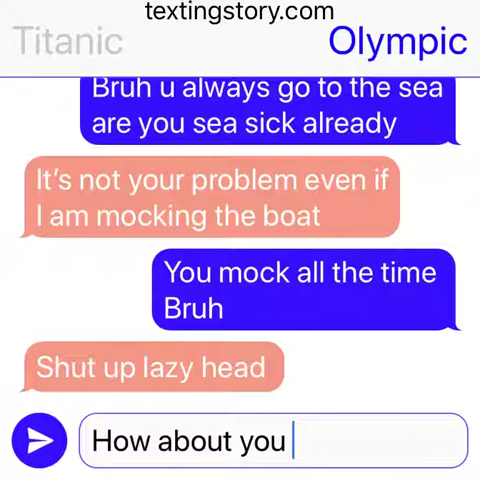 textingstory.com
Titanic
Olympic
Bruh u always go to the sea
are you sea sick already
It’s not your problem even if
I am mocking the boat
You mock all the time
Bruh
Shut up lazy head
How about you